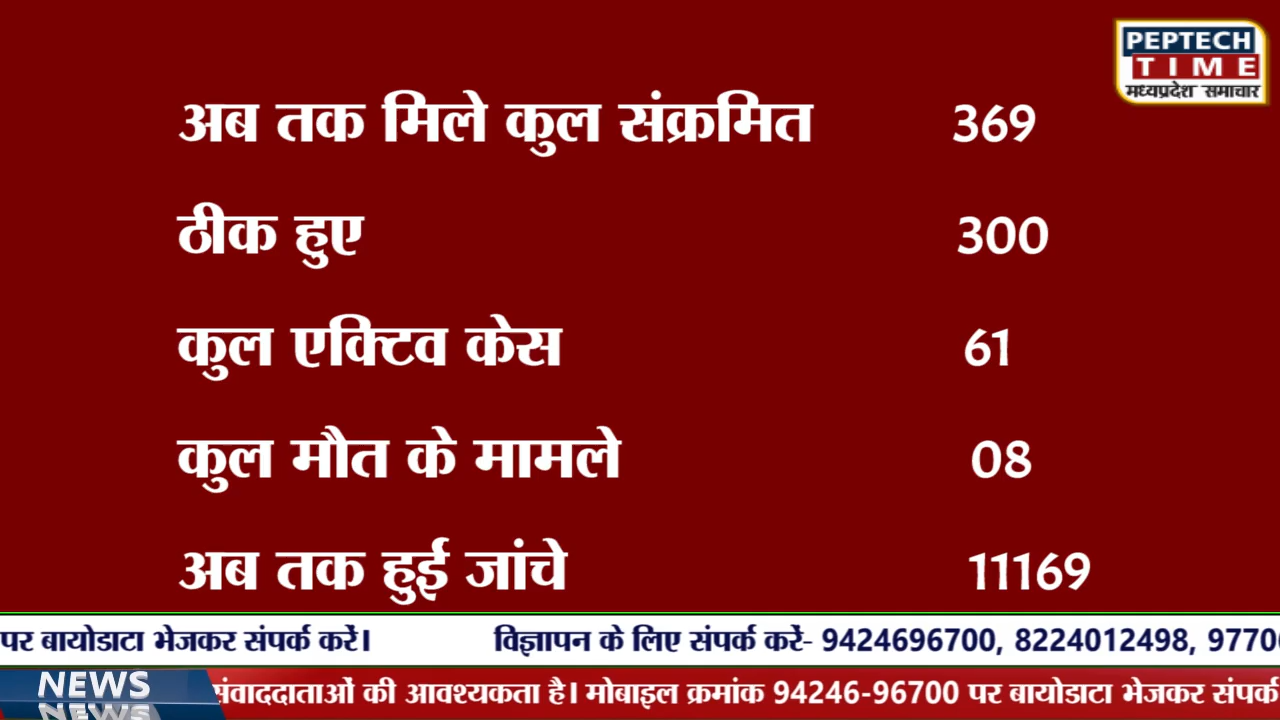 PEPTECH
TIME
मध्यप्रदेश समाचार
अब तक मिले कुल संक्रमित 369
ठीक हुए 300
कुल एक्टिव केस 61
कुल मौत के मामले 08
अब तक हुई जांचे 11169
पर बायोडाटा भेजकर संपर्क करें। विज्ञापन के लिए संपर्क करें- 9424696700, 8224012498, 9770
NEWS
संवाददाताओं की आवश्यकता है। मोबाइल क्रमांक 94246-96700 पर बायोडाटा भेजकर संपर्क